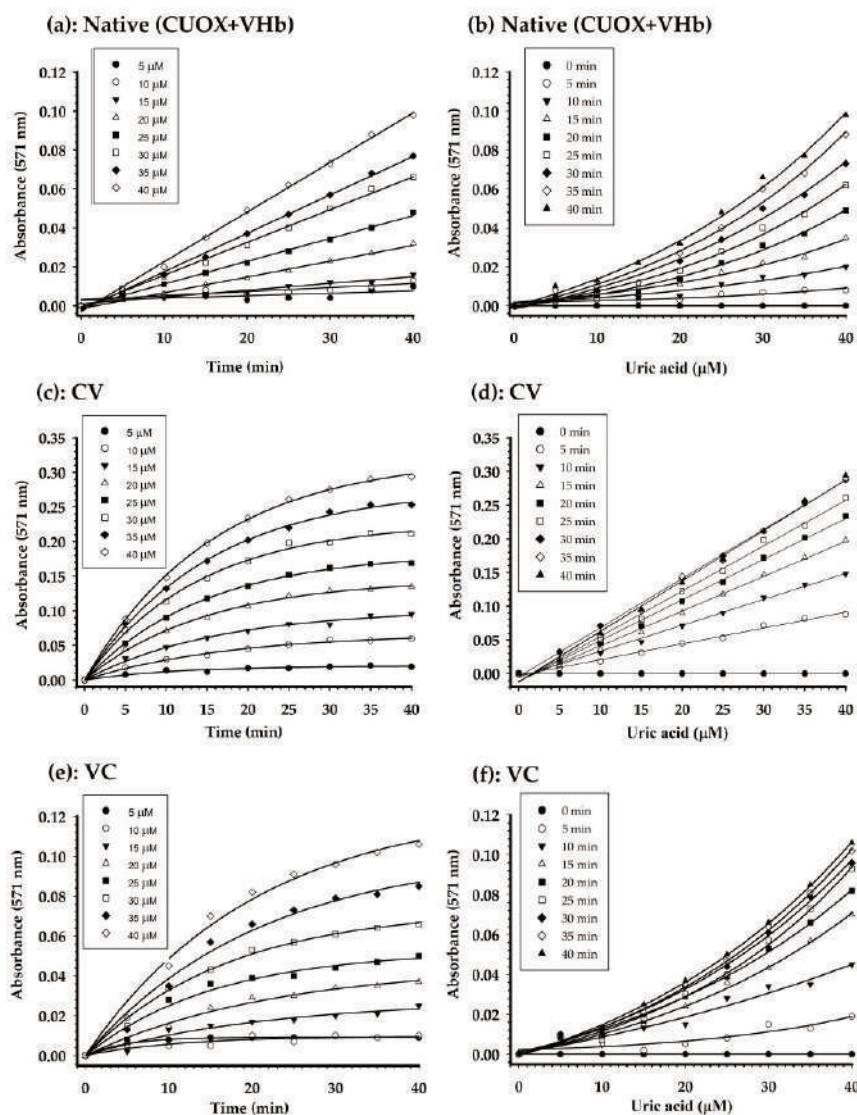 (a): Native (CUOX+VHb)
Absorbance (571 nm)
0.12
0.10
0.08
0.06
0.04
0.02
0.00
5 μM
10 μM
15 μM
20 μM
25 μM
30 μM
35 μM
40 μM
0 10 20 30 40
Time (min)
(b): Native (CUOX+VHb)
Absorbance (571 nm)
0.12
0.10
0.08
0.06
0.04
0.02
0.00
0 min
5 min
10 min
15 min
20 min
25 min
30 min
35 min
40 min
0 5 10 15 20 25 30 35 40
Uric acid (μM)
(c): CV
Absorbance (571 nm)
0.35
0.30
0.25
0.20
0.15
0.10
0.05
0.00
5 μM
10 μM
15 μM
20 μM
25 μM
30 μM
35 μM
40 μM
0 5 10 15 20 25 30 35 40
Time (min)
(d): CV
Absorbance (571 nm)
0.35
0.30
0.25
0.20
0.15
0.10
0.05
0.00
0 min
5 min
10 min
15 min
20 min
25 min
30 min
35 min
40 min
0 5 10 15 20 25 30 35 40
Uric acid (μM)
(e): VC
Absorbance (571 nm)
0.12
0.10
0.08
0.06
0.04
0.02
0.00
5 μM
10 μM
15 μM
20 μM
25 μM
30 μM
35 μM
40 μM
0 10 20 30 40
Time (min)
(f): VC
Absorbance (571 nm)
0.12
0.10
0.08
0.06
0.04
0.02
0.00
0 min
5 min
10 min
15 min
20 min
25 min
30 min
35 min
40 min
0 5 10 15 20 25 30 35 40
Uric acid (μM)